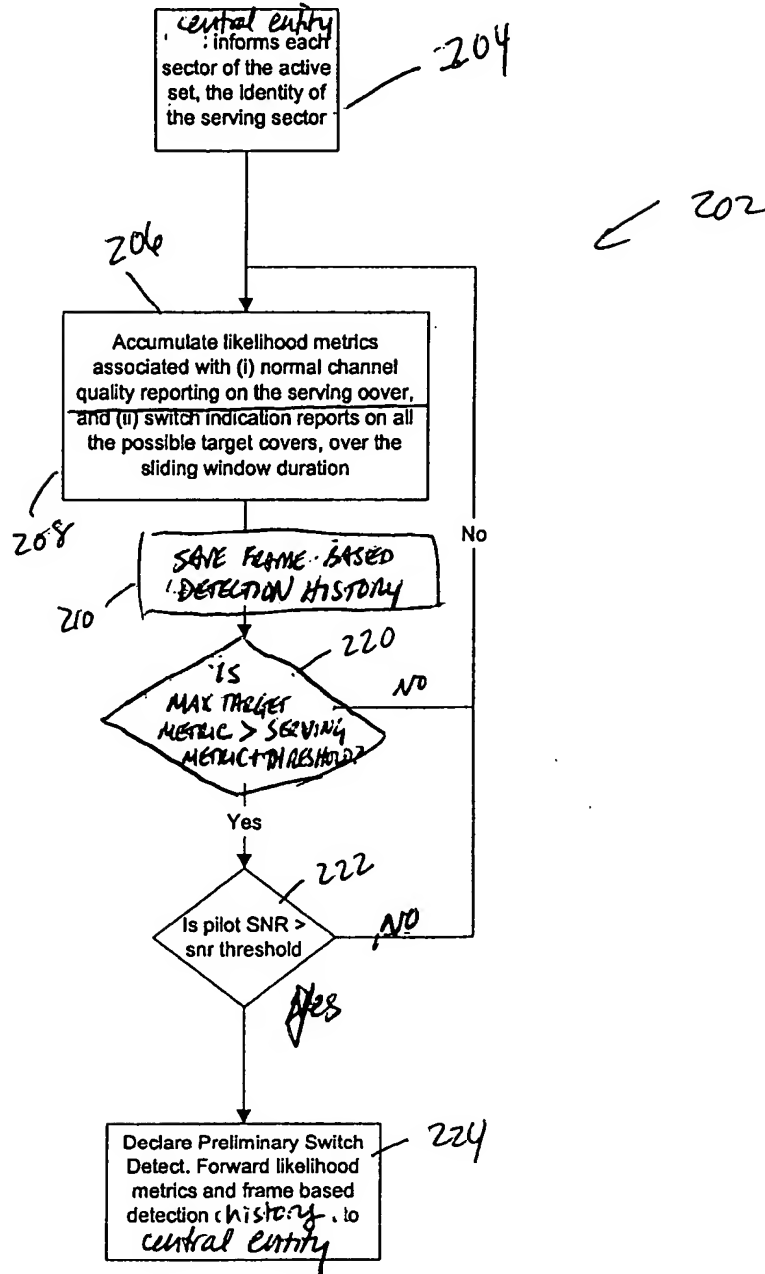 central entity
informs each
sector of the active
set, the identity of
the serving sector
204
202
206
Accumulate likelihood metrics
associated with (i) normal channel
quality reporting on the serving oover,
and (ii) switch indication reports on all
the possible target covers, over the
sliding window duration
208
No
SAVE FRAME-BASED
DETECTION HISTORY
210
220
IS
MAX TARGET
METRIC > SERVING
METRIC + THRESHOLD?
NO
Yes
222
Is pilot SNR >
snr threshold
NO
Yes
Declare Preliminary Switch
Detect. Forward likelihood
metrics and frame based
detection history. to
central entity
224